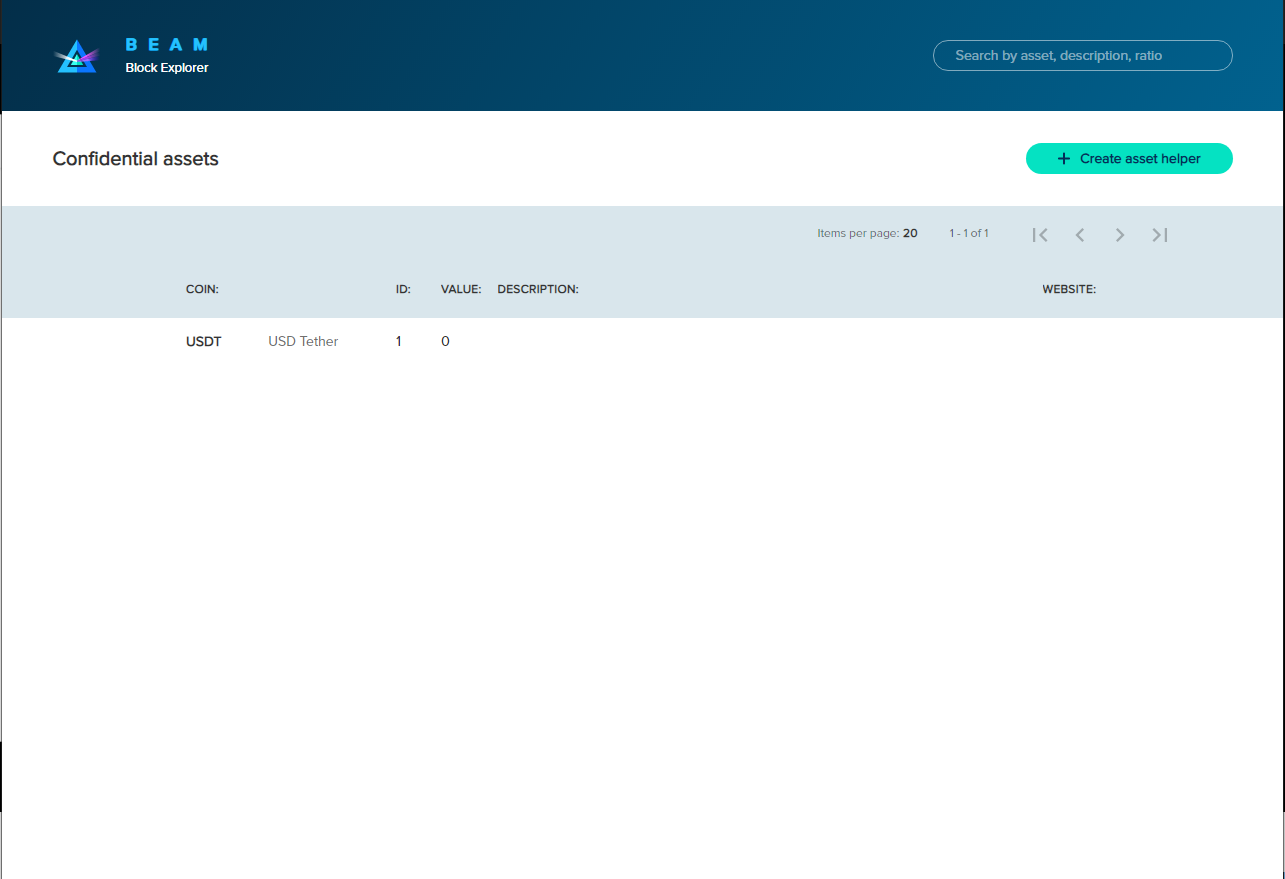 B E A M
Block Explorer
Search by asset, description, ratio
Confidential assets
+ Create asset helper
Items per page: 20 1 - 1 of 1
COIN: ID: VALUE: DESCRIPTION: WEBSITE:
USDT USD Tether 1 0